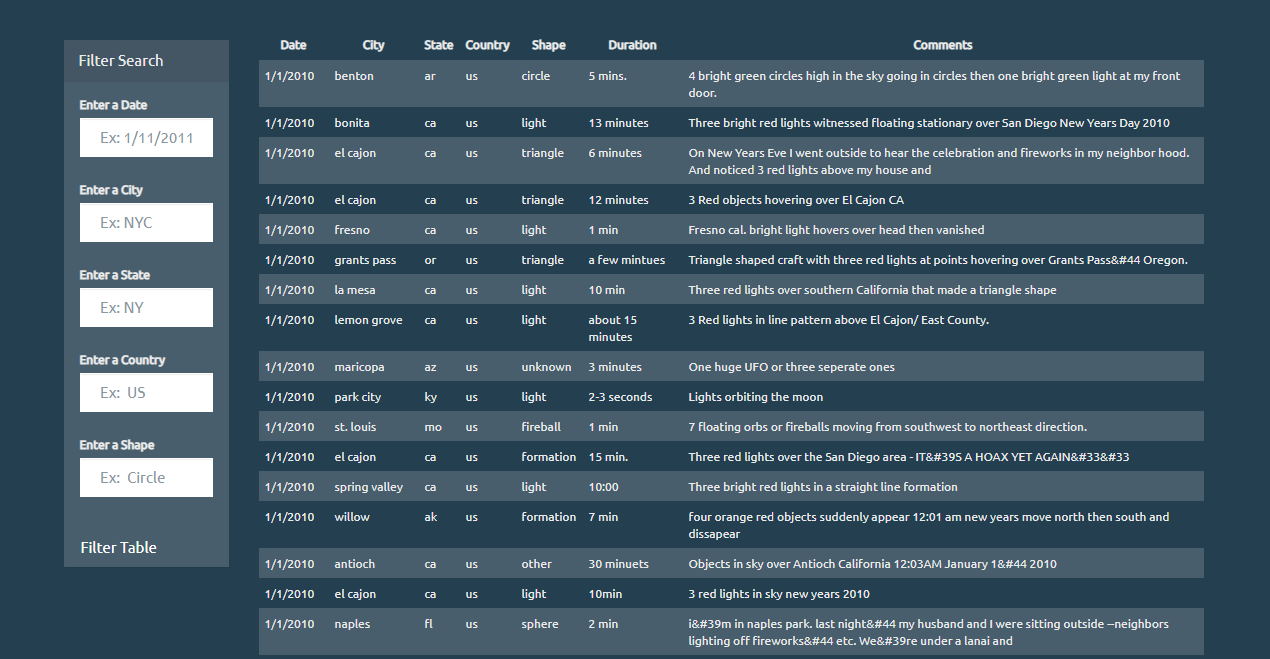 Filter Search
Enter a Date
Ex: 1/11/2011
Enter a City
Ex: NYC
Enter a State
Ex: NY
Enter a Country
Ex: US
Enter a Shape
Ex: Circle
Filter Table
Date City State Country Shape Duration Comments
1/1/2010 benton ar us circle 5 mins. 4 bright green circles high in the sky going in circles then one bright green light at my front
door.
1/1/2010 bonita ca us light 13 minutes Three bright red lights witnessed floating stationary over San Diego New Years Day 2010
1/1/2010 el cajon ca us triangle 6 minutes On New Years Eve I went outside to hear the celebration and fireworks in my neighbor hood.
And noticed 3 red lights above my house and
1/1/2010 el cajon ca us triangle 12 minutes 3 Red objects hovering over El Cajon CA
1/1/2010 fresno ca us light 1 min Fresno cal. bright light hovers over head then vanished
1/1/2010 grants pass or us triangle a few mintues Triangle shaped craft with three red lights at points hovering over Grants Pass&#44 Oregon.
1/1/2010 la mesa ca us light 10 min Three red lights over southern California that made a triangle shape
1/1/2010 lemon grove ca us light about 15 3 Red lights in line pattern above El Cajon/ East County.
minutes
1/1/2010 maricopa az us unknown 3 minutes One huge UFO or three seperate ones
1/1/2010 park city ky us light 2-3 seconds Lights orbiting the moon
1/1/2010 st. louis mo us fireball 1 min 7 floating orbs or fireballs moving from southwest to northeast direction.
1/1/2010 el cajon ca us formation 15 min. Three red lights over the San Diego area - IT&#39S A HOAX YET AGAIN&#33&#33
1/1/2010 spring valley ca us light 10:00 Three bright red lights in a straight line formation
1/1/2010 willow ak us formation 7 min four orange red objects suddenly appear 12:01 am new years move north then south and
dissapear
1/1/2010 antioch ca us other 30 minuets Objects in sky over Antioch California 12:03AM January 1&#44 2010
1/1/2010 el cajon ca us light 10min 3 red lights in sky new years 2010
1/1/2010 naples fl us sphere 2 min i&#39m in naples park. last night&#44 my husband and I were sitting outside --neighbors
lighting off fireworks&#44 etc. We&#39re under a lanai and